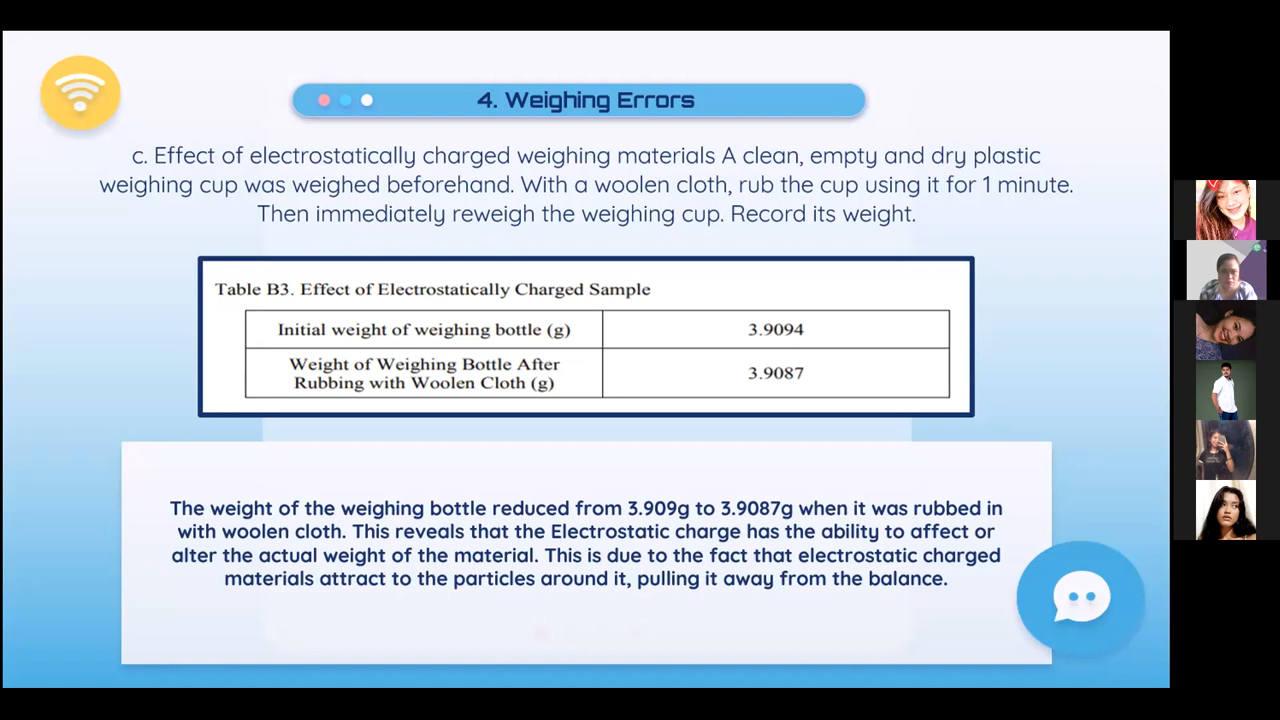 4. Weighing Errors
c. Effect of electrostatically charged weighing materials A clean, empty and dry plastic
weighing cup was weighed beforehand. With a woolen cloth, rub the cup using it for 1 minute.
Then immediately reweigh the weighing cup. Record its weight.
Table B3. Effect of Electrostatically Charged Sample
Initial weight of weighing bottle (g) 3.9094
Weight of Weighing Bottle After
Rubbing with Woolen Cloth (g) 3.9087
The weight of the weighing bottle reduced from 3.909g to 3.9087g when it was rubbed in
with woolen cloth. This reveals that the Electrostatic charge has the ability to affect or
alter the actual weight of the material. This is due to the fact that electrostatic charged
materials attract to the particles around it, pulling it away from the balance.